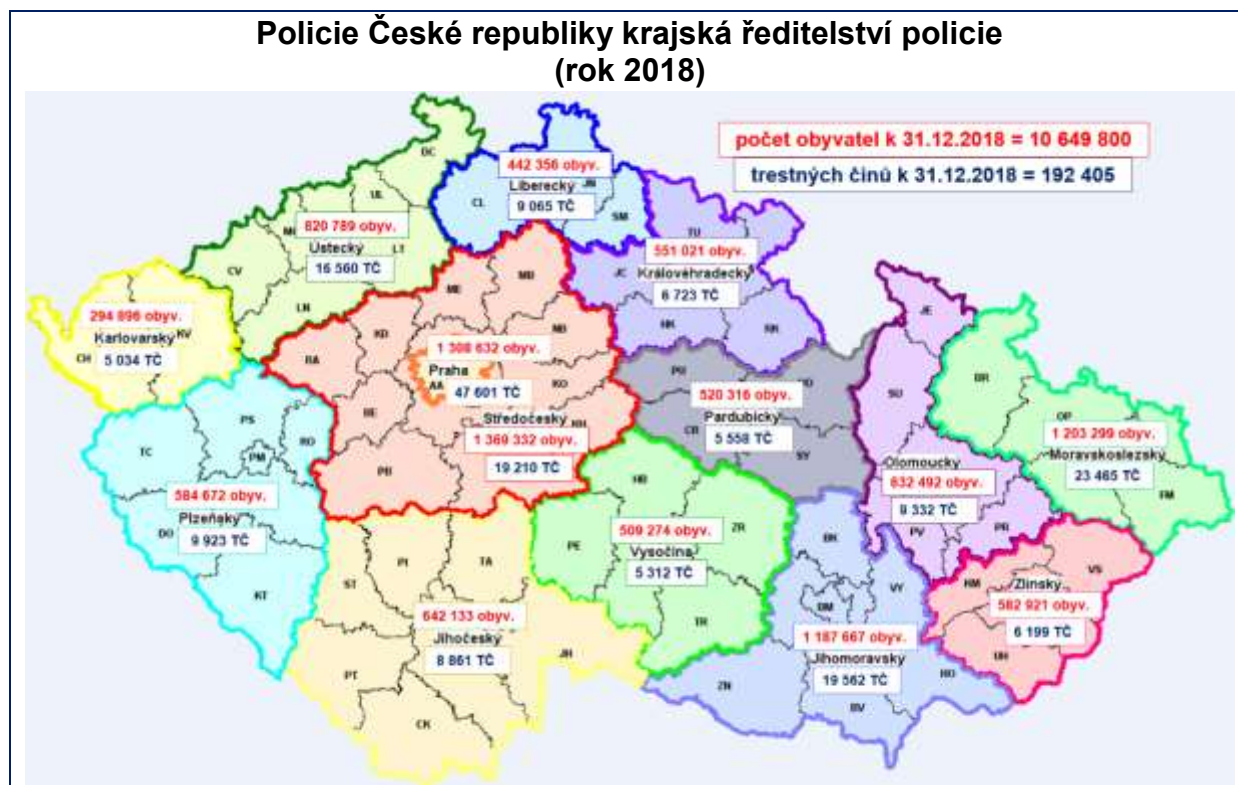 Policie České republiky krajská ředitelství policie
(rok 2018)
počet obyvatel k 31.12.2018 = 10 649 800
trestných činů k 31.12.2018 = 192 405
DC
UL
820 789 obyv.
Ústecký
LT
16 560 TČ
CV
LN
442 356 obyv.
Liberecký
JN
9 065 TČ
CL
SM
TU
551 021 obyv.
JC
Královéhradecký
6 723 TČ
HK
RK
294 896 obyv.
Karlovarský
KV
CH
5 034 TČ
ME
MB
KD
NB
RA
1 308 632 obyv.
Praha
AA
47 601 TČ
KO
BE
Středočeský
KH
1 369 332 obyv.
19 210 TČ
PB
PU
520 316 obyv.
Pardubický
CR
5 558 TČ
SY
JE
SU
BR
OP
1 203 299 obyv.
Moravskoslezský
23 465 TČ
FM
Olomoucký
632 492 obyv.
9 332 TČ
PV
PR
PS
TC
RO
PM
584 672 obyv.
DO
Plzeňský
9 923 TČ
KT
HB
509 274 obyv.
ZR
PE
Vysočina
5 312 TČ
TR
PI
TA
ST
642 133 obyv.
Jihočeský
8 861 TČ
JH
PT
CK
BK
VY
BM
1 187 667 obyv.
Jihomoravský
19 562 TČ
ZN
HO
BV
KM
Zlínský
VS
582 921 obyv.
6 199 TČ
UH